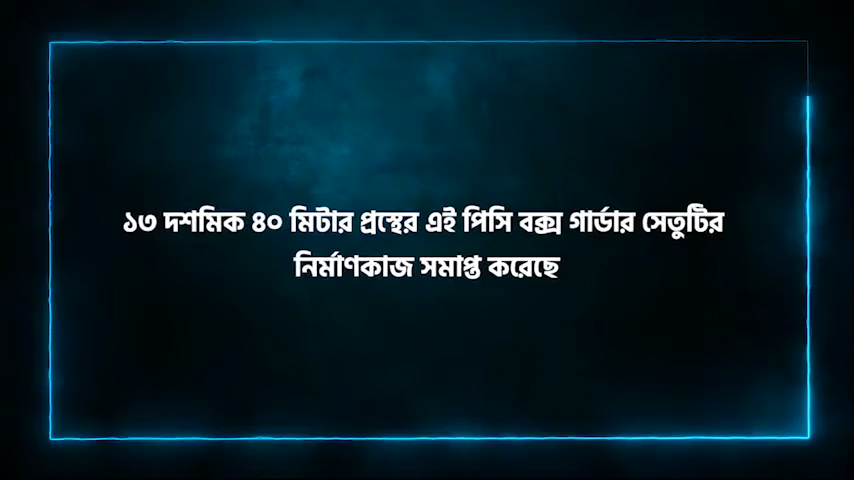 ১৩ দশমিক ৪০ মিটার প্রস্থের এই পিসি বক্স গার্ডার সেতুটির
নির্মাণকাজ সমাপ্ত করেছে